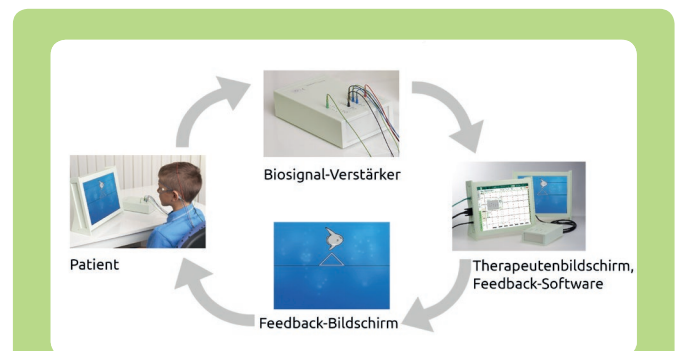 Biosignal-Verstärker
Patient
Therapeutenbildschirm,
Feedback-Software
Feedback-Bildschirm